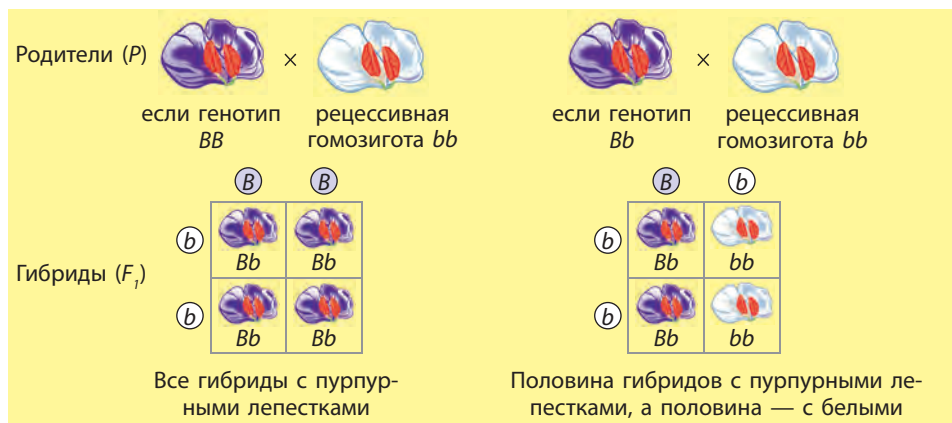 Родители (P)
×
×
если генотип
BB
рецессивная
гомозигота bb
если генотип
Bb
рецессивная
гомозигота bb
B B
b
Bb Bb
Гибриды (F₁)
b
Bb Bb
B b
b
Bb bb
b
Bb bb
Все гибриды с пурпур-
ными лепестками
Половина гибридов с пурпурными ле-
пестками, а половина — с белыми